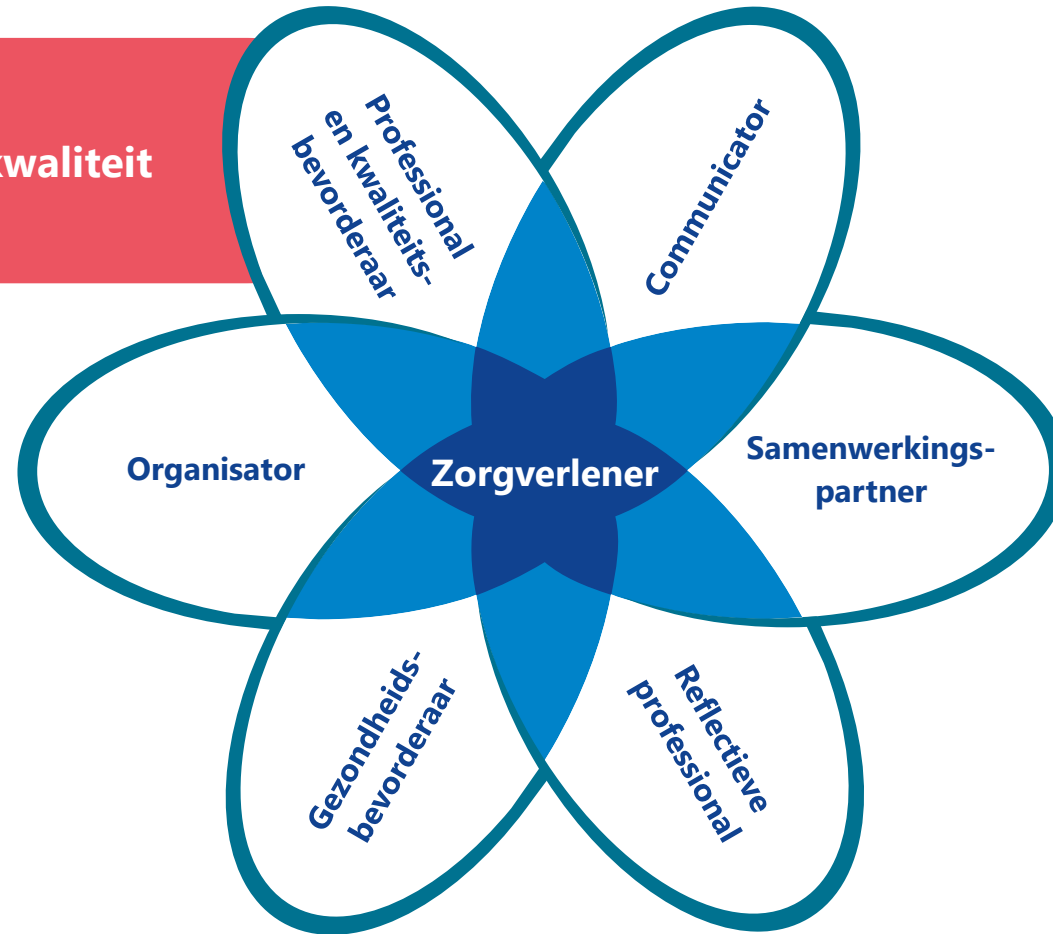 kwaliteit
Professional
en kwaliteits-
bevorderaar
Communicator
Organisator
Zorgverlener
Samenwerkings-
partner
Gezondheids-
bevorderaar
Reflectieve
professional